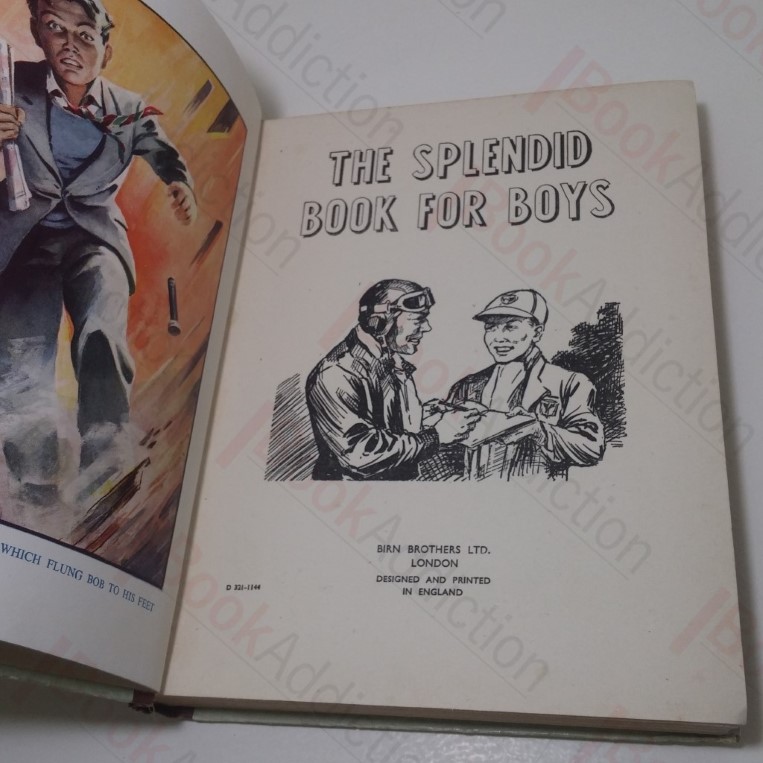 WHICH FLUNG BOB TO HIS FEET
THE SPLENDID
BOOK FOR BOYS
BIRN BROTHERS LTD.
LONDON
DESIGNED AND PRINTED
IN ENGLAND
D 321-1144
BookAddiction